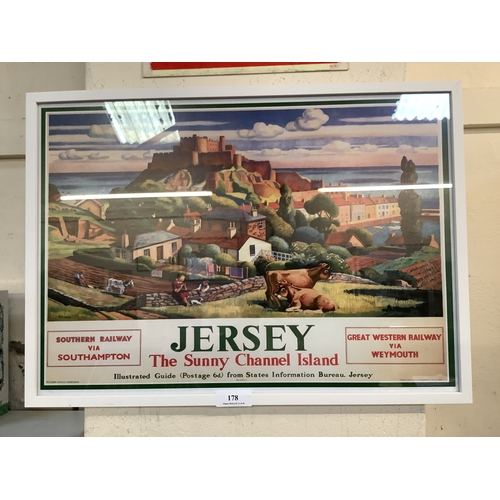 JERSEY
The Sunny Channel Island
SOUTHERN RAILWAY
VIA
SOUTHAMPTON
GREAT WESTERN RAILWAY
VIA
WEYMOUTH
Illustrated Guide (Postage 6d) from States Information Bureau, Jersey
178